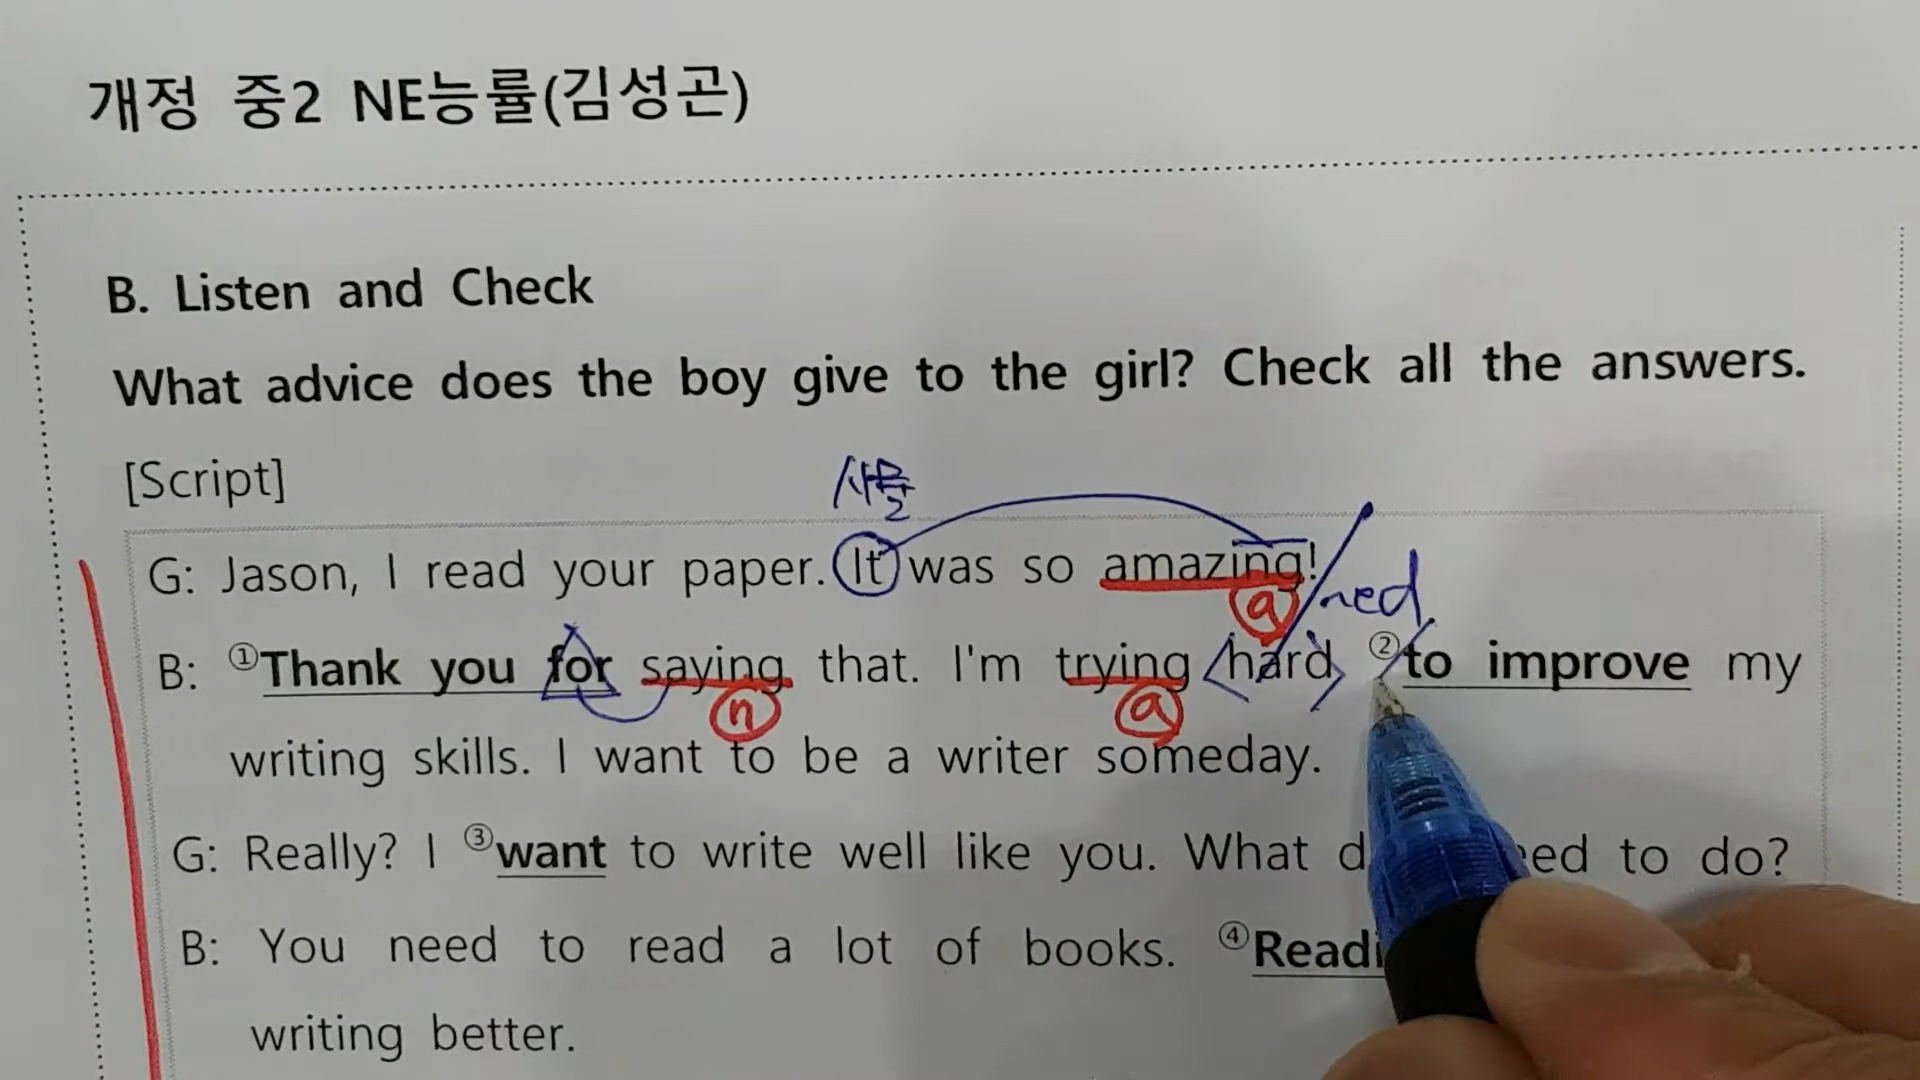 개정 중2 NE능률(김성곤)
B. Listen and Check
What advice does the boy give to the girl? Check all the answers.
[Script]
사물
G: Jason, I read your paper. It was so amazing!
a
B: ①Thank you for saying that. I'm trying hard ②to improve my
n a
writing skills. I want to be a writer someday.
G: Really? I ③want to write well like you. What to do?
B: You need to read a lot of books. ④
writing better.